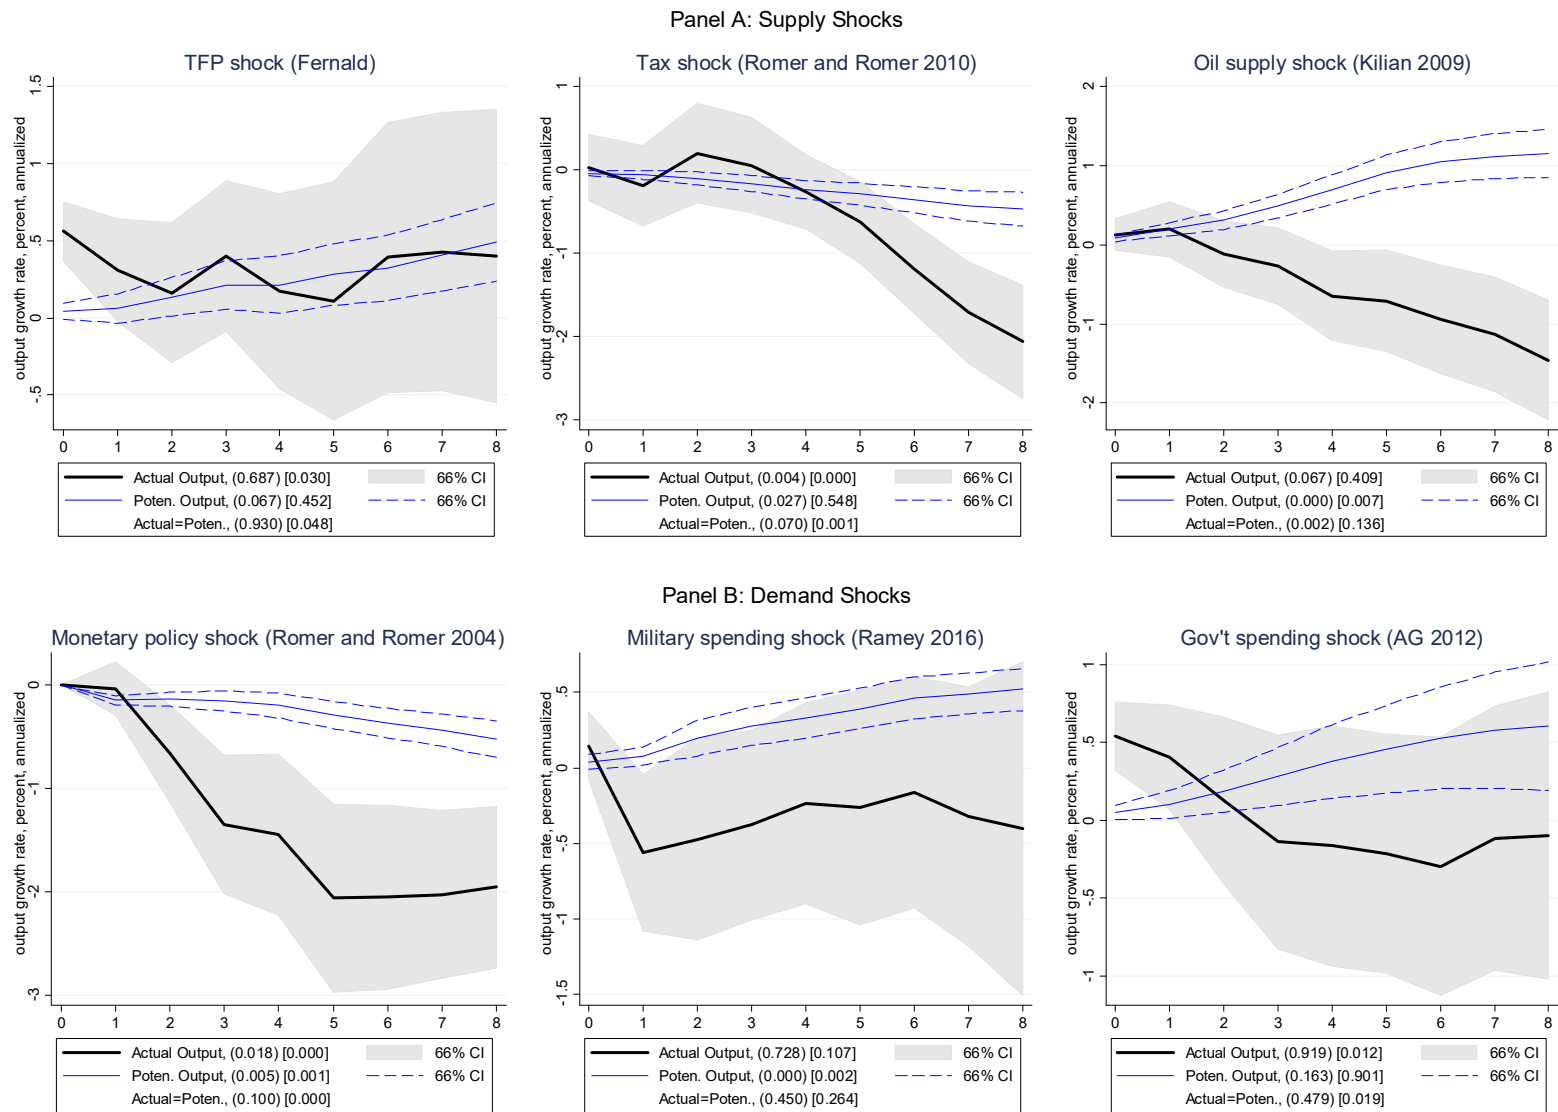 Panel A: Supply Shocks
TFP shock (Fernald)
output growth rate, percent, annualized
1.5
1
.5
0
-.5
0 1 2 3 4 5 6 7 8
Actual Output, (0.687) [0.030] 66% CI
Poten. Output, (0.067) [0.452] 66% CI
Actual=Poten., (0.930) [0.048]
Tax shock (Romer and Romer 2010)
output growth rate, percent, annualized
1
0
-1
-2
-3
0 1 2 3 4 5 6 7 8
Actual Output, (0.004) [0.000] 66% CI
Poten. Output, (0.027) [0.548] 66% CI
Actual=Poten., (0.070) [0.001]
Oil supply shock (Kilian 2009)
output growth rate, percent, annualized
2
1
0
-1
-2
0 1 2 3 4 5 6 7 8
Actual Output, (0.067) [0.409] 66% CI
Poten. Output, (0.000) [0.007] 66% CI
Actual=Poten., (0.002) [0.136]
Panel B: Demand Shocks
Monetary policy shock (Romer and Romer 2004)
output growth rate, percent, annualized
0
-1
-2
-3
0 1 2 3 4 5 6 7 8
Actual Output, (0.018) [0.000] 66% CI
Poten. Output, (0.005) [0.001] 66% CI
Actual=Poten., (0.100) [0.000]
Military spending shock (Ramey 2016)
output growth rate, percent, annualized
.5
0
-.5
-1
-1.5
0 1 2 3 4 5 6 7 8
Actual Output, (0.728) [0.107] 66% CI
Poten. Output, (0.000) [0.002] 66% CI
Actual=Poten., (0.450) [0.264]
Gov't spending shock (AG 2012)
output growth rate, percent, annualized
1
.5
0
-.5
-1
0 1 2 3 4 5 6 7 8
Actual Output, (0.919) [0.012] 66% CI
Poten. Output, (0.163) [0.901] 66% CI
Actual=Poten., (0.479) [0.019]